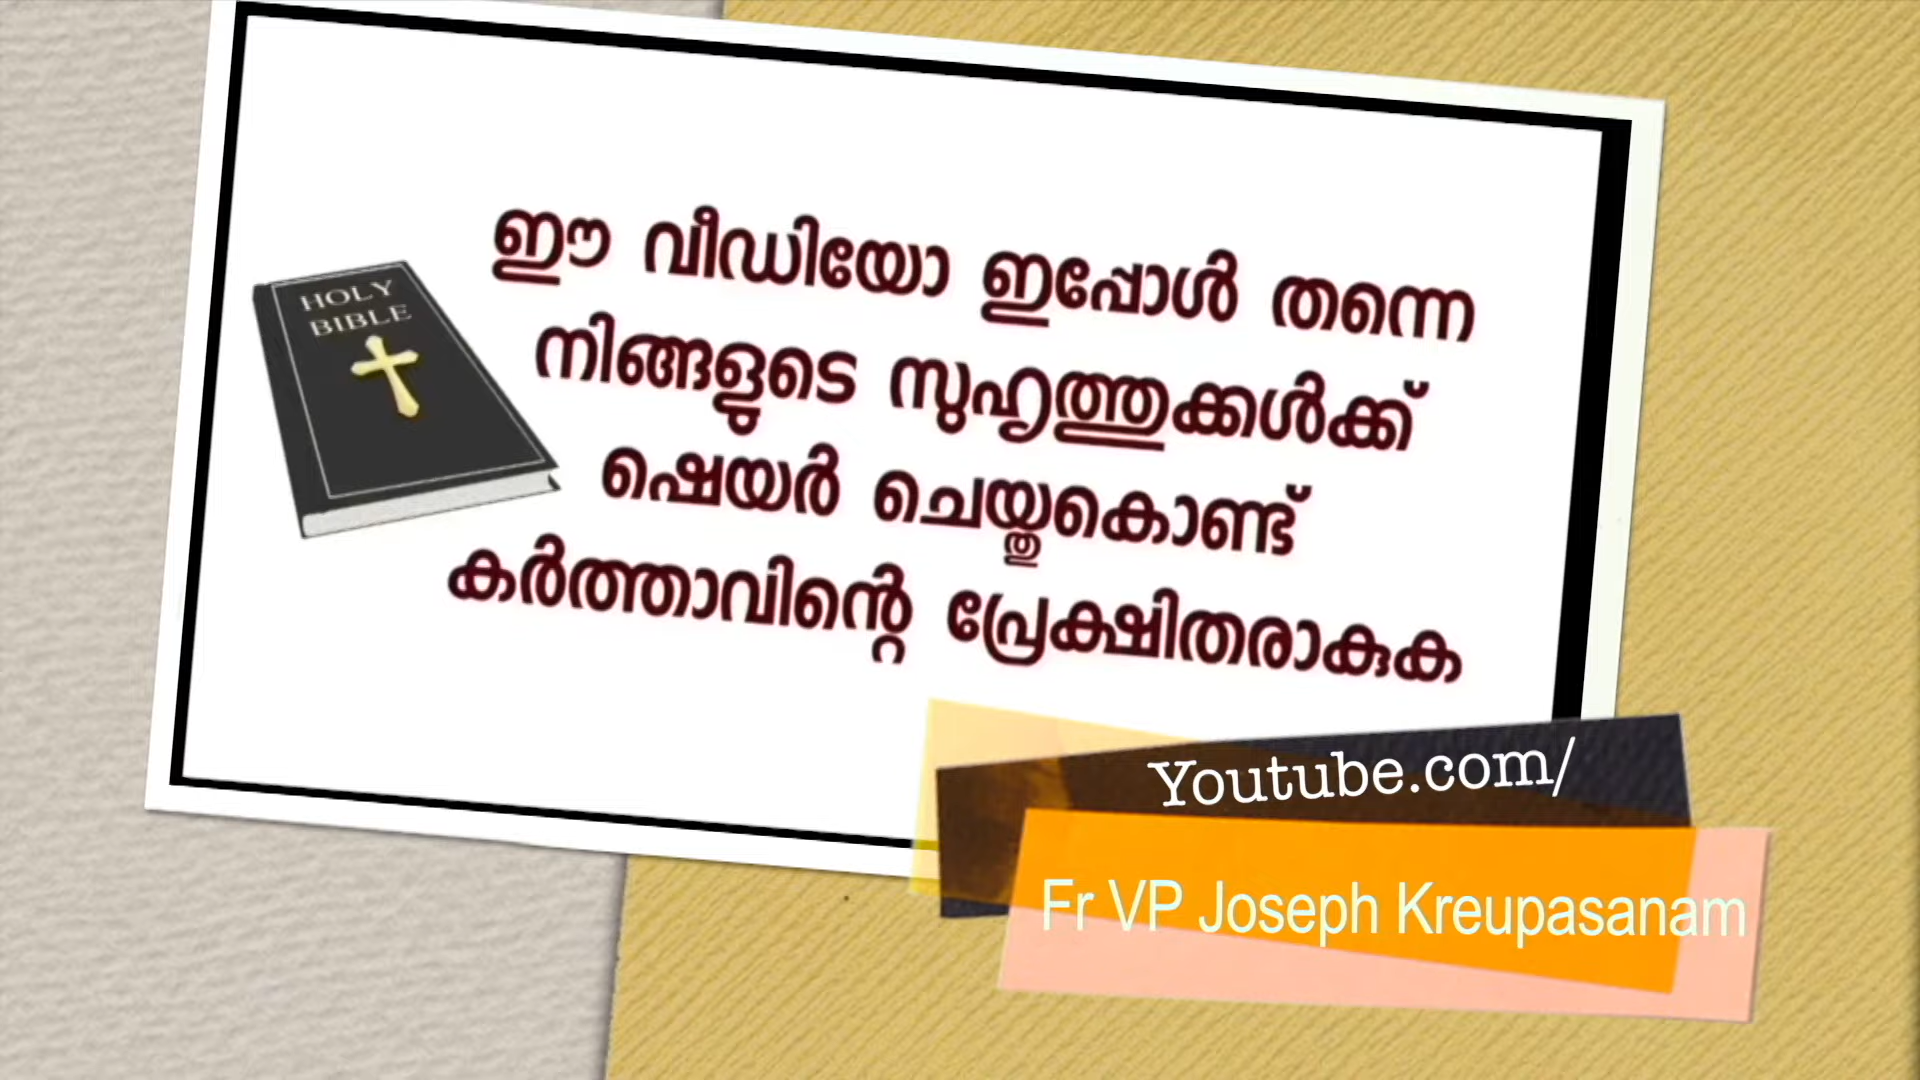 HOLY
BIBLE
ഈ വീഡിയോ ഇപ്പോൾ തന്നെ
നിങ്ങളുടെ സുഹൃത്തുക്കൾക്ക്
ഷെയർ ചെയ്തുകൊണ്ട്
കർത്താവിന്റെ പ്രേക്ഷിതരാകുക
Youtube.com/
Fr VP Joseph Kreupasanam